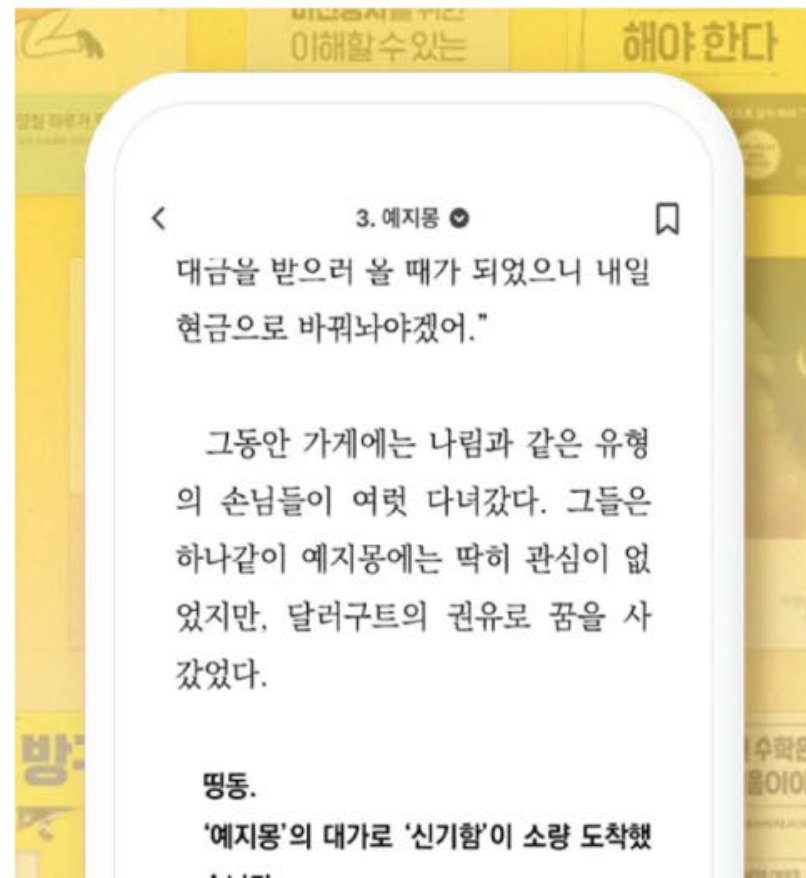 이해할 수 있는
해야 한다
3. 예지몽
대금을 받으러 올 때가 되었으니 내일
현금으로 바꿔놔야겠어.”
그동안 가게에는 나림과 같은 유형
의 손님들이 여럿 다녀갔다. 그들은
하나같이 예지몽에는 딱히 관심이 없
었지만, 달러구트의 권유로 꿈을 사
갔었다.
띵동.
‘예지몽’의 대가로 ‘신기함’이 소량 도착했